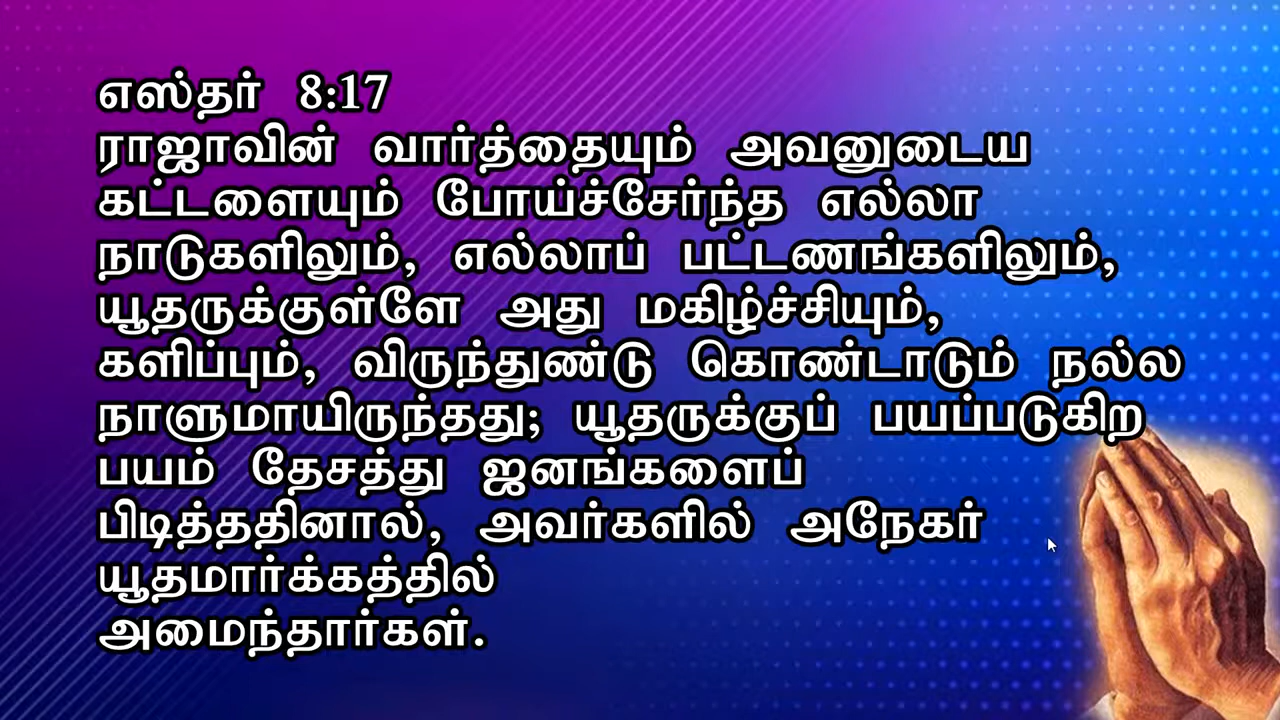 எஸ்தர் 8:17
ராஜாவின் வார்த்தையும் அவனுடைய
கட்டளையும் போய்ச்சேர்ந்த எல்லா
நாடுகளிலும், எல்லாப் பட்டணங்களிலும்,
யூதருக்குள்ளே அது மகிழ்ச்சியும்,
களிப்பும், விருந்துண்டு கொண்டாடும் நல்ல
நாளுமாயிருந்தது; யூதருக்குப் பயப்படுகிற
பயம் தேசத்து ஜனங்களைப்
பிடித்ததினால், அவர்களில் அநேகர்
யூதமார்க்கத்தில்
அமைந்தார்கள்.